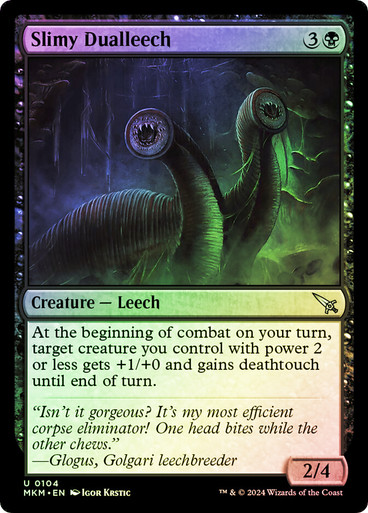 Slimy Dualleech 3
Creature — Leech
At the beginning of combat on your turn,
target creature you control with power 2
or less gets +1/+0 and gains deathtouch
until end of turn.
“Isn’t it gorgeous? It’s my most efficient
corpse eliminator! One head bites while the
other chews.”
—Glogus, Golgari leechbreeder
2/4
U 0104
MKM • EN Igor Krstic
™ & © 2024 Wizards of the Coast